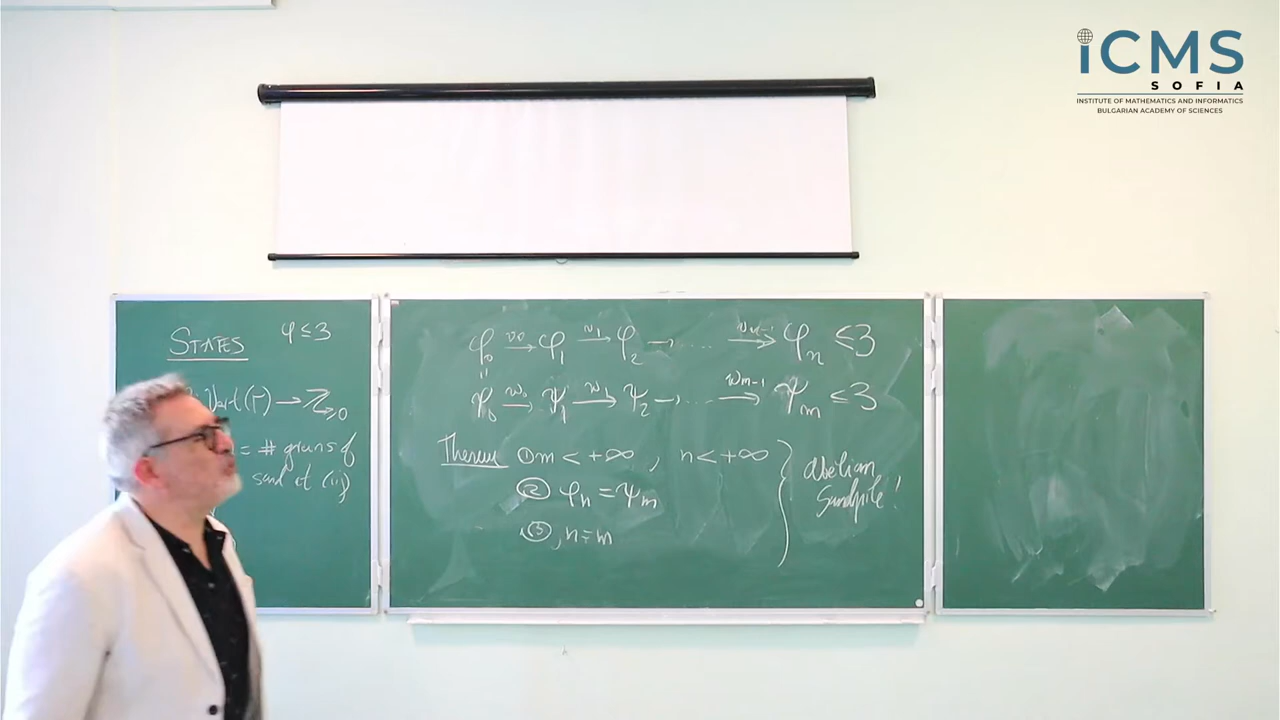 iCMS
SOFIA
INSTITUTE OF MATHEMATICS AND INFORMATICS
BULGARIAN ACADEMY OF SCIENCES
STATES φ ≤ 3
Vert(Γ) → ℤ≥0
= # grains of
sand at (i,j)
φ₀ →^{v₀} φ₁ →^{v₁} φ₂ → .... →^{v_{n-1}} φₙ ≤ 3
॥
ψ₀ →^{w₀} ψ₁ →^{w₁} ψ₂ → .... →^{w_{m-1}} ψₘ ≤ 3
Theorem ① m < +∞ , n < +∞
② φₙ = ψₘ
③ n = m
abelian
Sandpile!